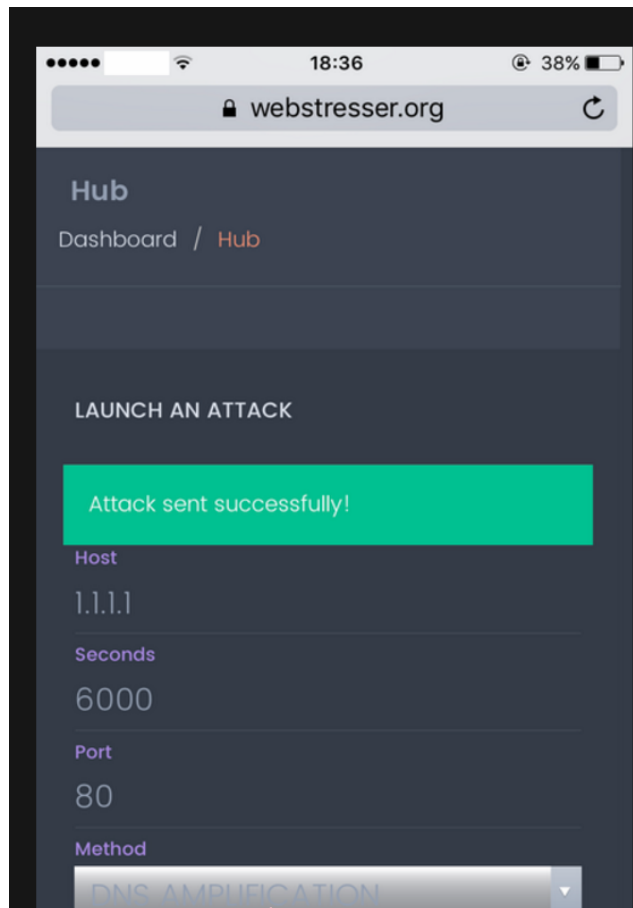 18:36 38%
webstresser.org
Hub
Dashboard / Hub
LAUNCH AN ATTACK
Attack sent successfully!
Host
1.1.1.1
Seconds
6000
Port
80
Method
DNS AMPLIFICATION